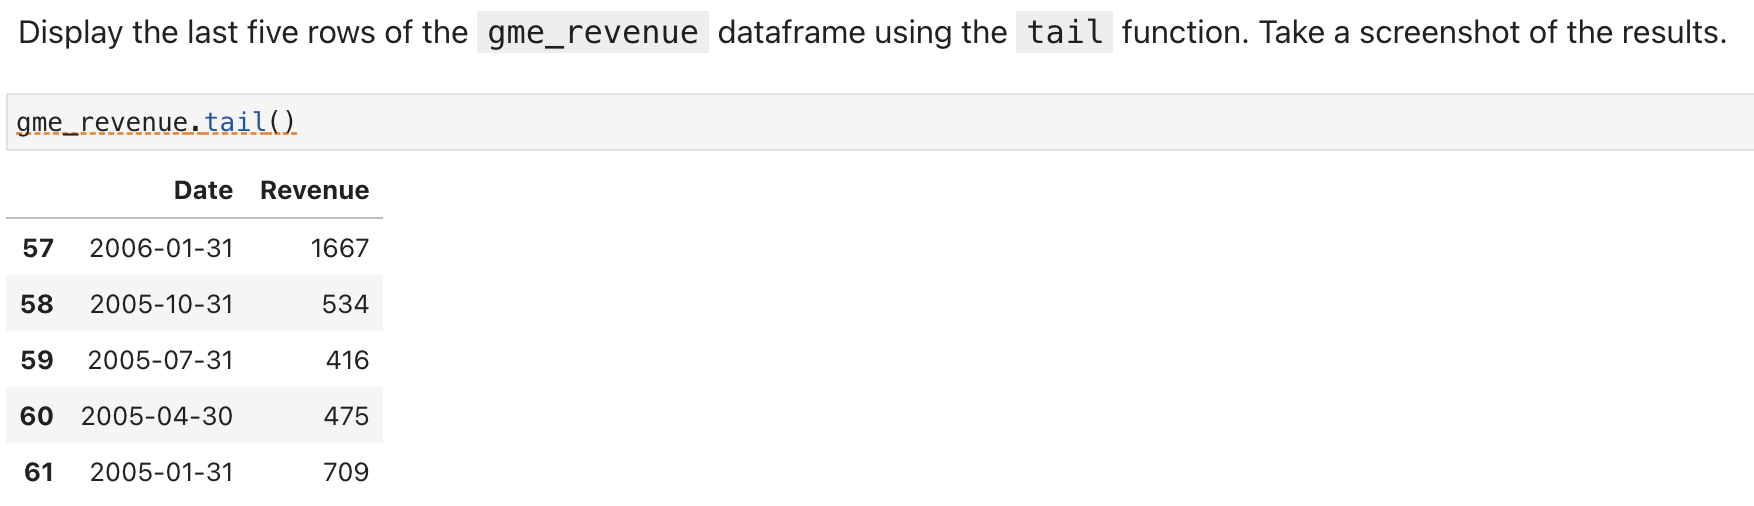 Display the last five rows of the gme_revenue dataframe using the tail function. Take a screenshot of the results.
gme_revenue.tail()
Date Revenue
57 2006-01-31 1667
58 2005-10-31 534
59 2005-07-31 416
60 2005-04-30 475
61 2005-01-31 709